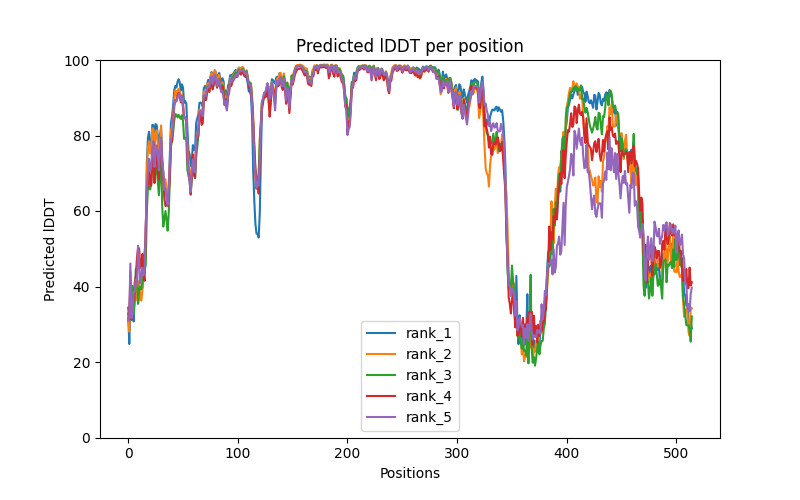 Predicted lDDT per position
Predicted lDDT
100
80
60
40
20
0
rank_1
rank_2
rank_3
rank_4
rank_5
0 100 200 300 400 500
Positions